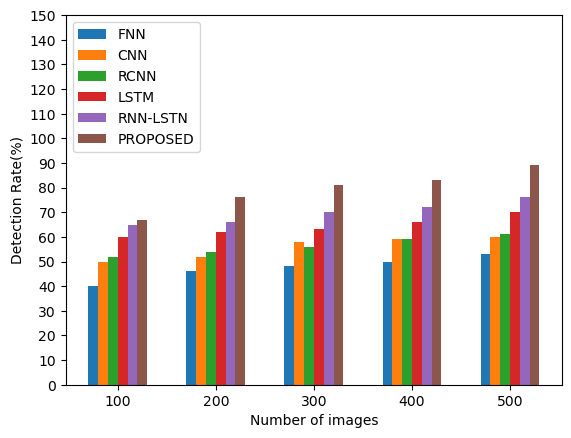 150
140
130
120
110
100
90
80
70
60
50
40
30
20
10
0
Detection Rate(%)
FNN
CNN
RCNN
LSTM
RNN-LSTN
PROPOSED
100 200 300 400 500
Number of images